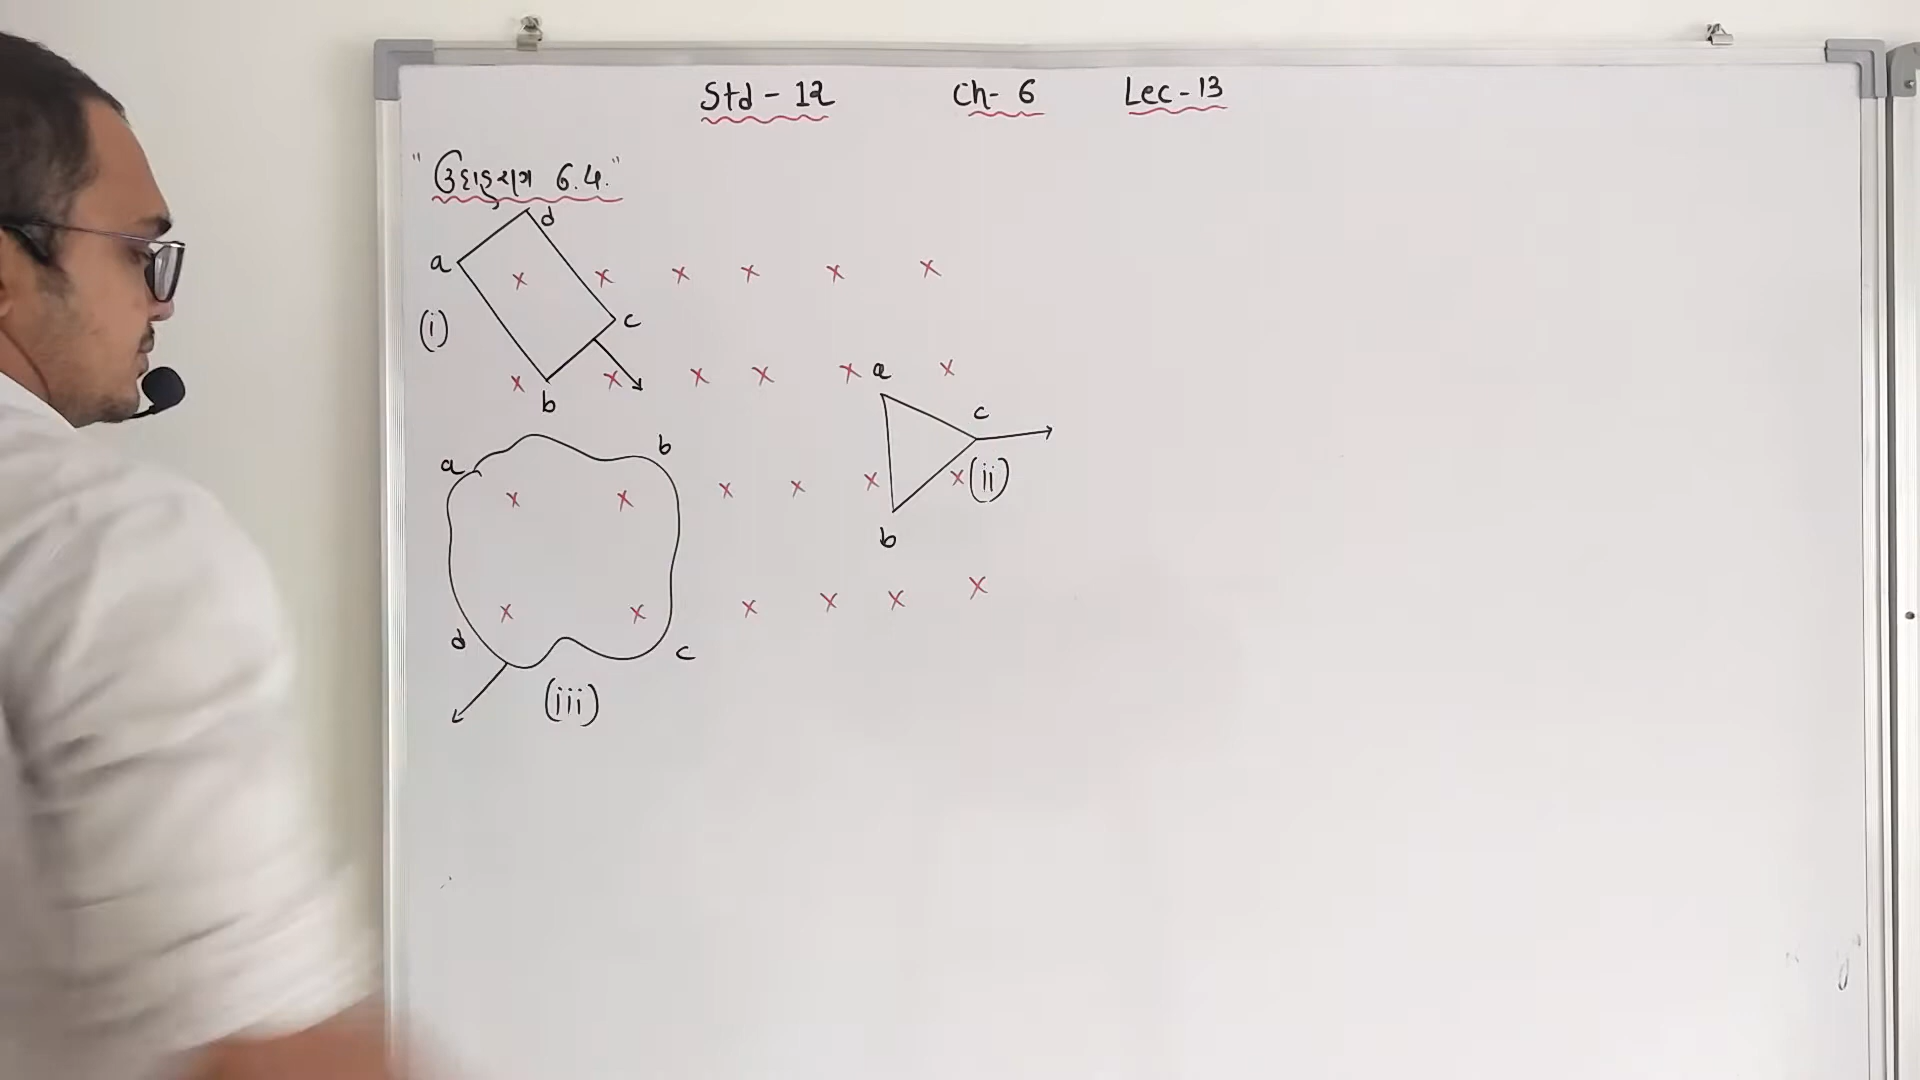 Std - 12 Ch- 6 Lec - 13
"ઉદાહરણ 6.4."
d
a
x x x x x x
c
(i)
x x x x x x
b
a
c
a b
x x x x x x (ii)
b
x x x x x x
d
c
(iii)